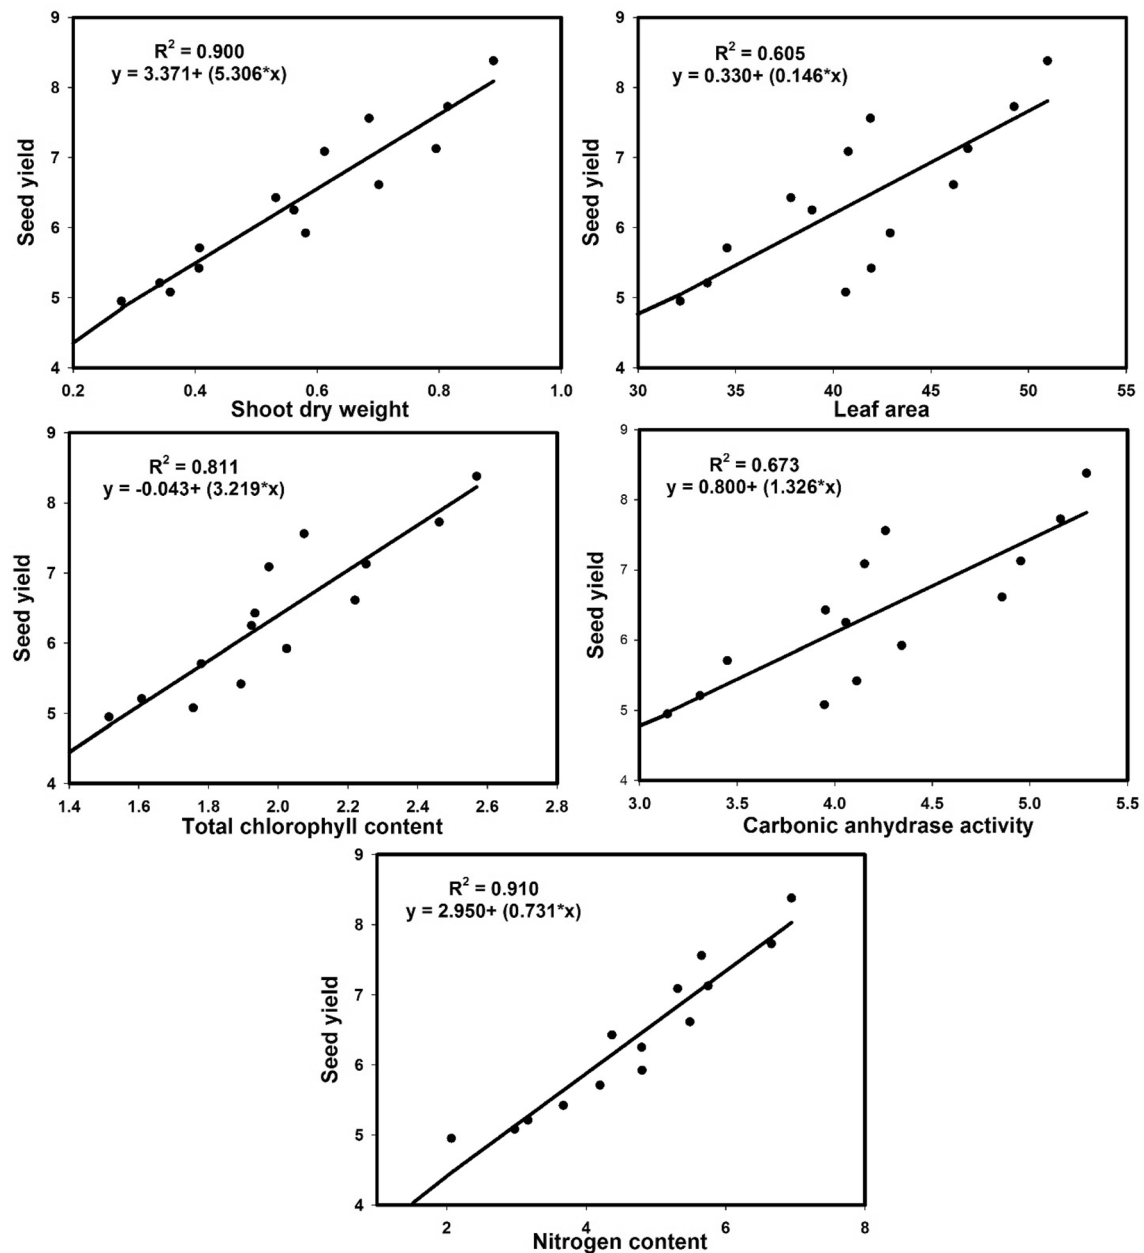 R² = 0.900
y = 3.371+ (5.306*x)
Seed yield
9
8
7
6
5
4
0.2 0.4 0.6 0.8 1.0
Shoot dry weight
R² = 0.605
y = 0.330+ (0.146*x)
Seed yield
9
8
7
6
5
4
30 35 40 45 50 55
Leaf area
R² = 0.811
y = -0.043+ (3.219*x)
Seed yield
9
8
7
6
5
4
1.4 1.6 1.8 2.0 2.2 2.4 2.6 2.8
Total chlorophyll content
R² = 0.673
y = 0.800+ (1.326*x)
Seed yield
9
8
7
6
5
4
3.0 3.5 4.0 4.5 5.0 5.5
Carbonic anhydrase activity
R² = 0.910
y = 2.950+ (0.731*x)
Seed yield
9
8
7
6
5
4
2 4 6 8
Nitrogen content